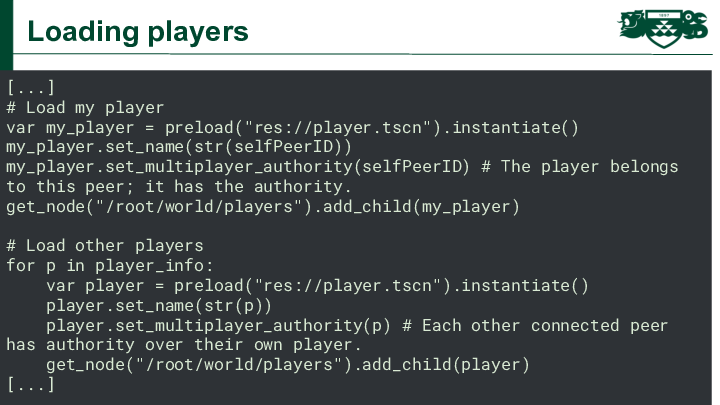 Loading players
[...]
# Load my player
var my_player = preload("res://player.tscn").instantiate()
my_player.set_name(str(selfPeerID))
my_player.set_multiplayer_authority(selfPeerID) # The player belongs
to this peer; it has the authority.
get_node("/root/world/players").add_child(my_player)

# Load other players
for p in player_info:
    var player = preload("res://player.tscn").instantiate()
    player.set_name(str(p))
    player.set_multiplayer_authority(p) # Each other connected peer
has authority over their own player.
    get_node("/root/world/players").add_child(player)
[...]